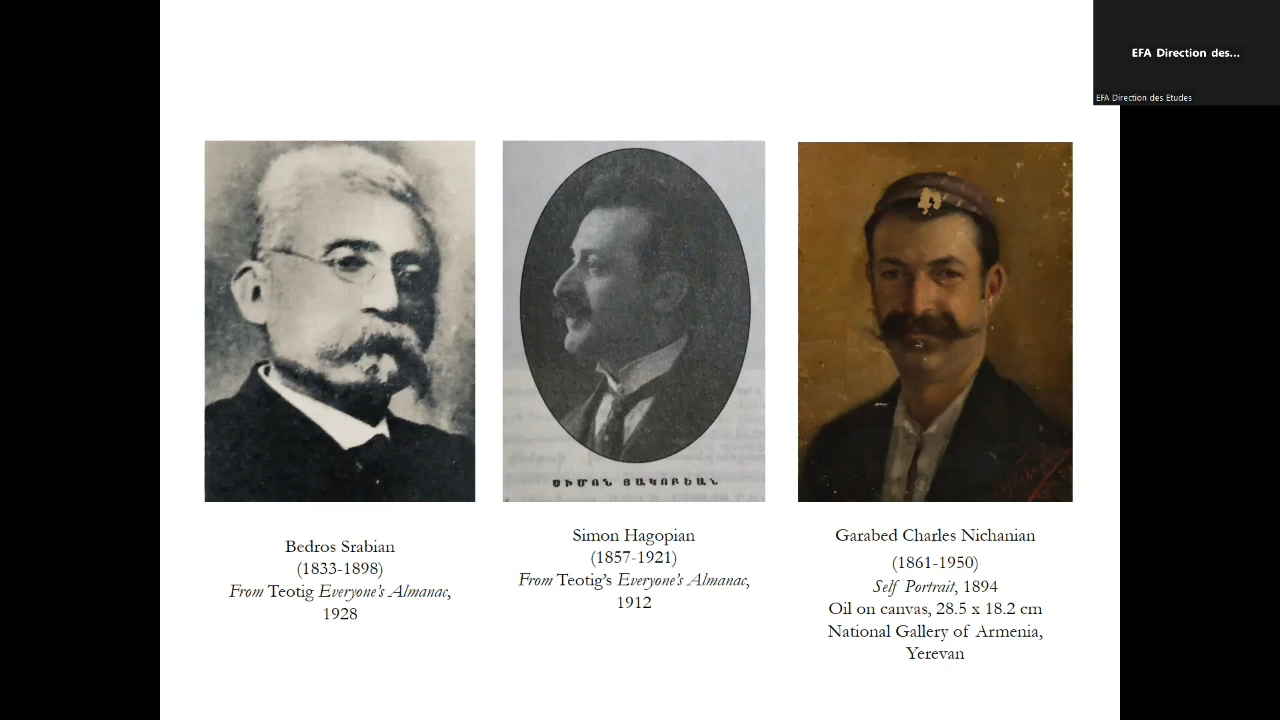 EFA Direction des...
EFA Direction des Etudes
ՍԻՄՈՆ ՅԱԿՈԲԵԱՆ
Bedros Srabian
(1833-1898)
From Teotig Everyone's Almanac,
1928
Simon Hagopian
(1857-1921)
From Teotig's Everyone's Almanac,
1912
Garabed Charles Nichanian
(1861-1950)
Self Portrait, 1894
Oil on canvas, 28.5 x 18.2 cm
National Gallery of Armenia,
Yerevan